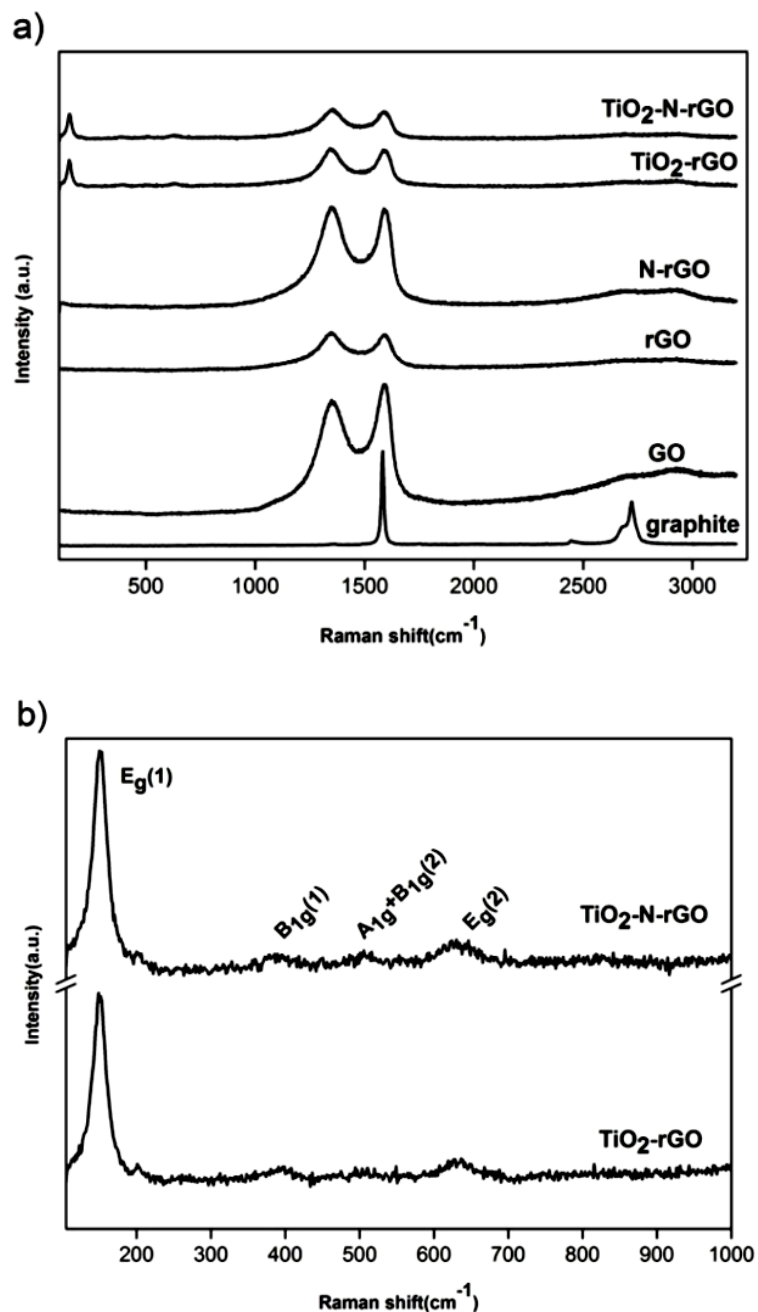 a)
TiO2-N-rGO
TiO2-rGO
N-rGO
rGO
GO
graphite
Intensity (a.u.)
500 1000 1500 2000 2500 3000
Raman shift(cm-1)
b)
Eg(1)
B1g(1)
A1g+B1g(2)
Eg(2)
TiO2-N-rGO
TiO2-rGO
Intensity(a.u.)
200 300 400 500 600 700 800 900 1000
Raman shift(cm-1)